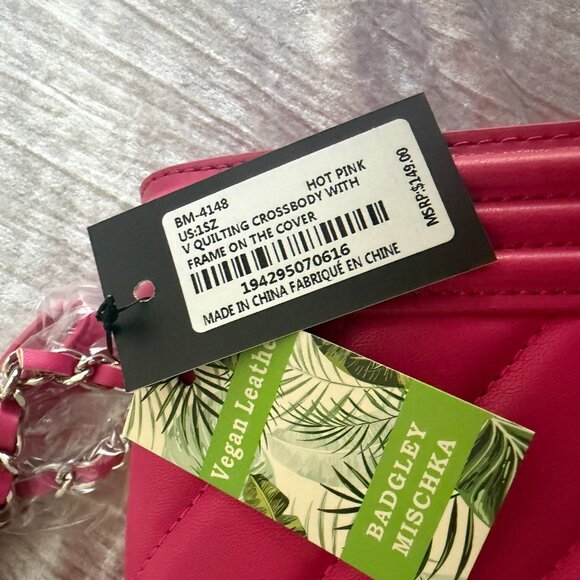 BM-4148 HOT PINK
US:1SZ
V QUILTING CROSSBODY WITH
FRAME ON THE COVER
194295070616
MADE IN CHINA FABRIQUÉ EN CHINE
MSRP:$149.00
Vegan Leather
BADGLEY
MISCHKA